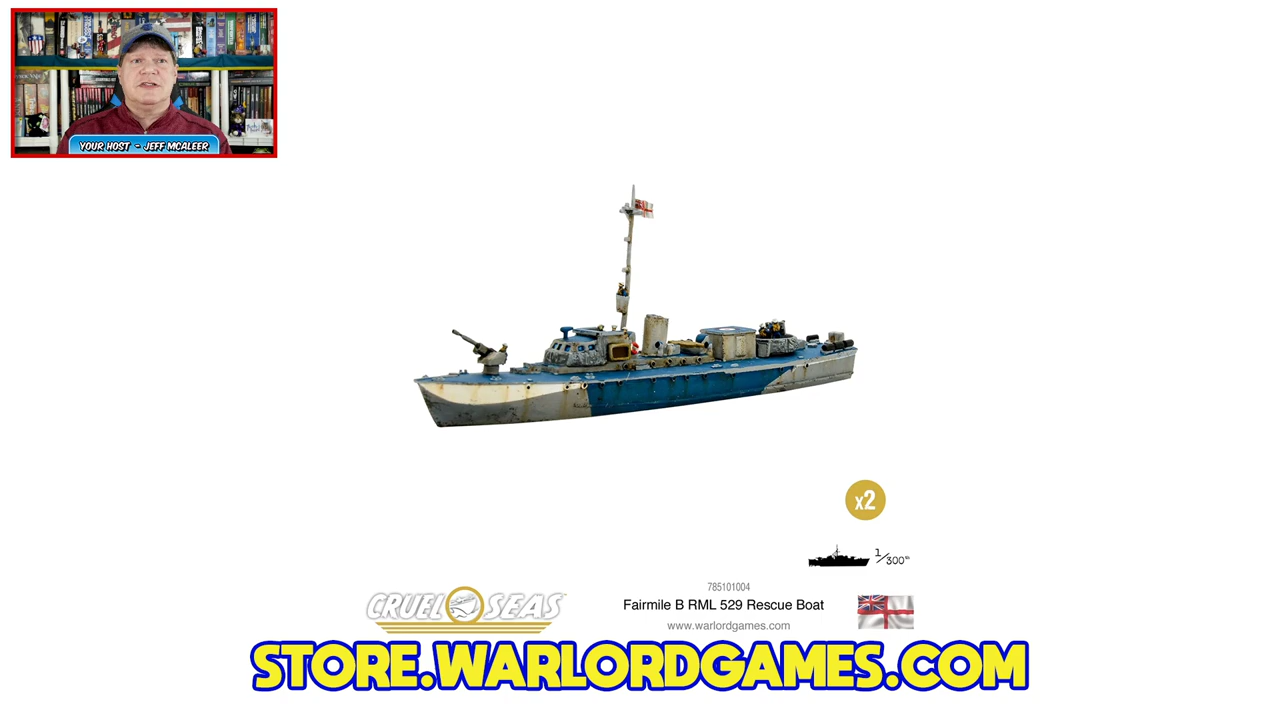 YOUR HOST - JEFF MCALEER
x2
1/300th
CRUEL SEAS
785101004
Fairmile B RML 529 Rescue Boat
www.warlordgames.com
STORE.WARLORDGAMES.COM